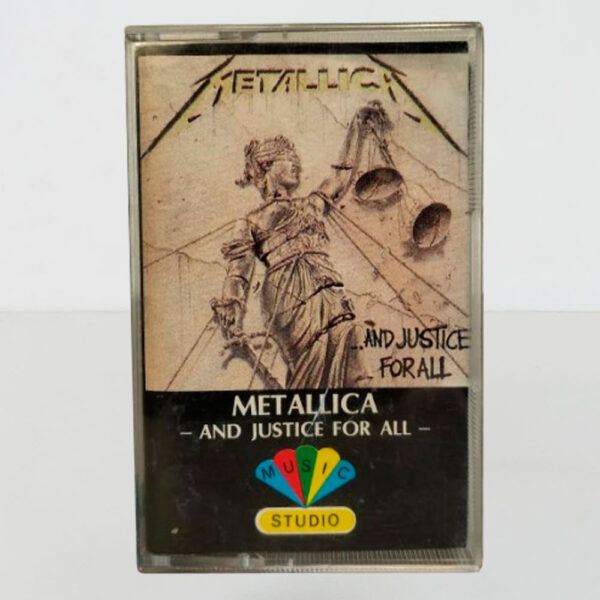 METALLICA
...AND JUSTICE
FOR ALL
METALLICA
– AND JUSTICE FOR ALL –
MUSIC
STUDIO